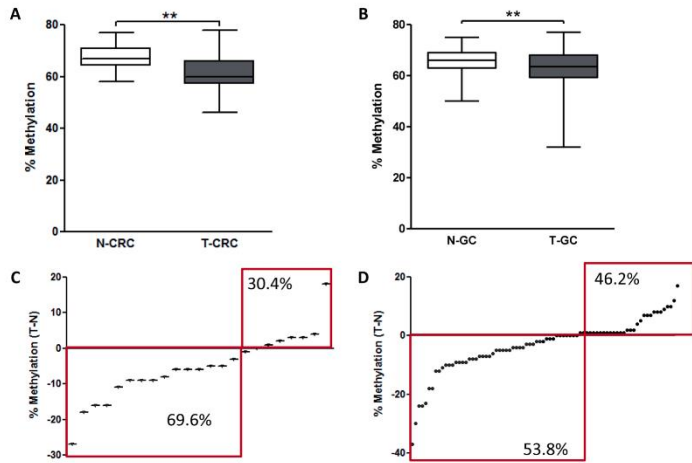 A
**
% Methylation
80
60
40
20
0
N-CRC
T-CRC
B
**
% Methylation
80
60
40
20
0
N-GC
T-GC
C
% Methylation (T-N)
20
10
0
-10
-20
-30
30.4%
69.6%
D
% Methylation (T-N)
20
0
-20
-40
46.2%
53.8%